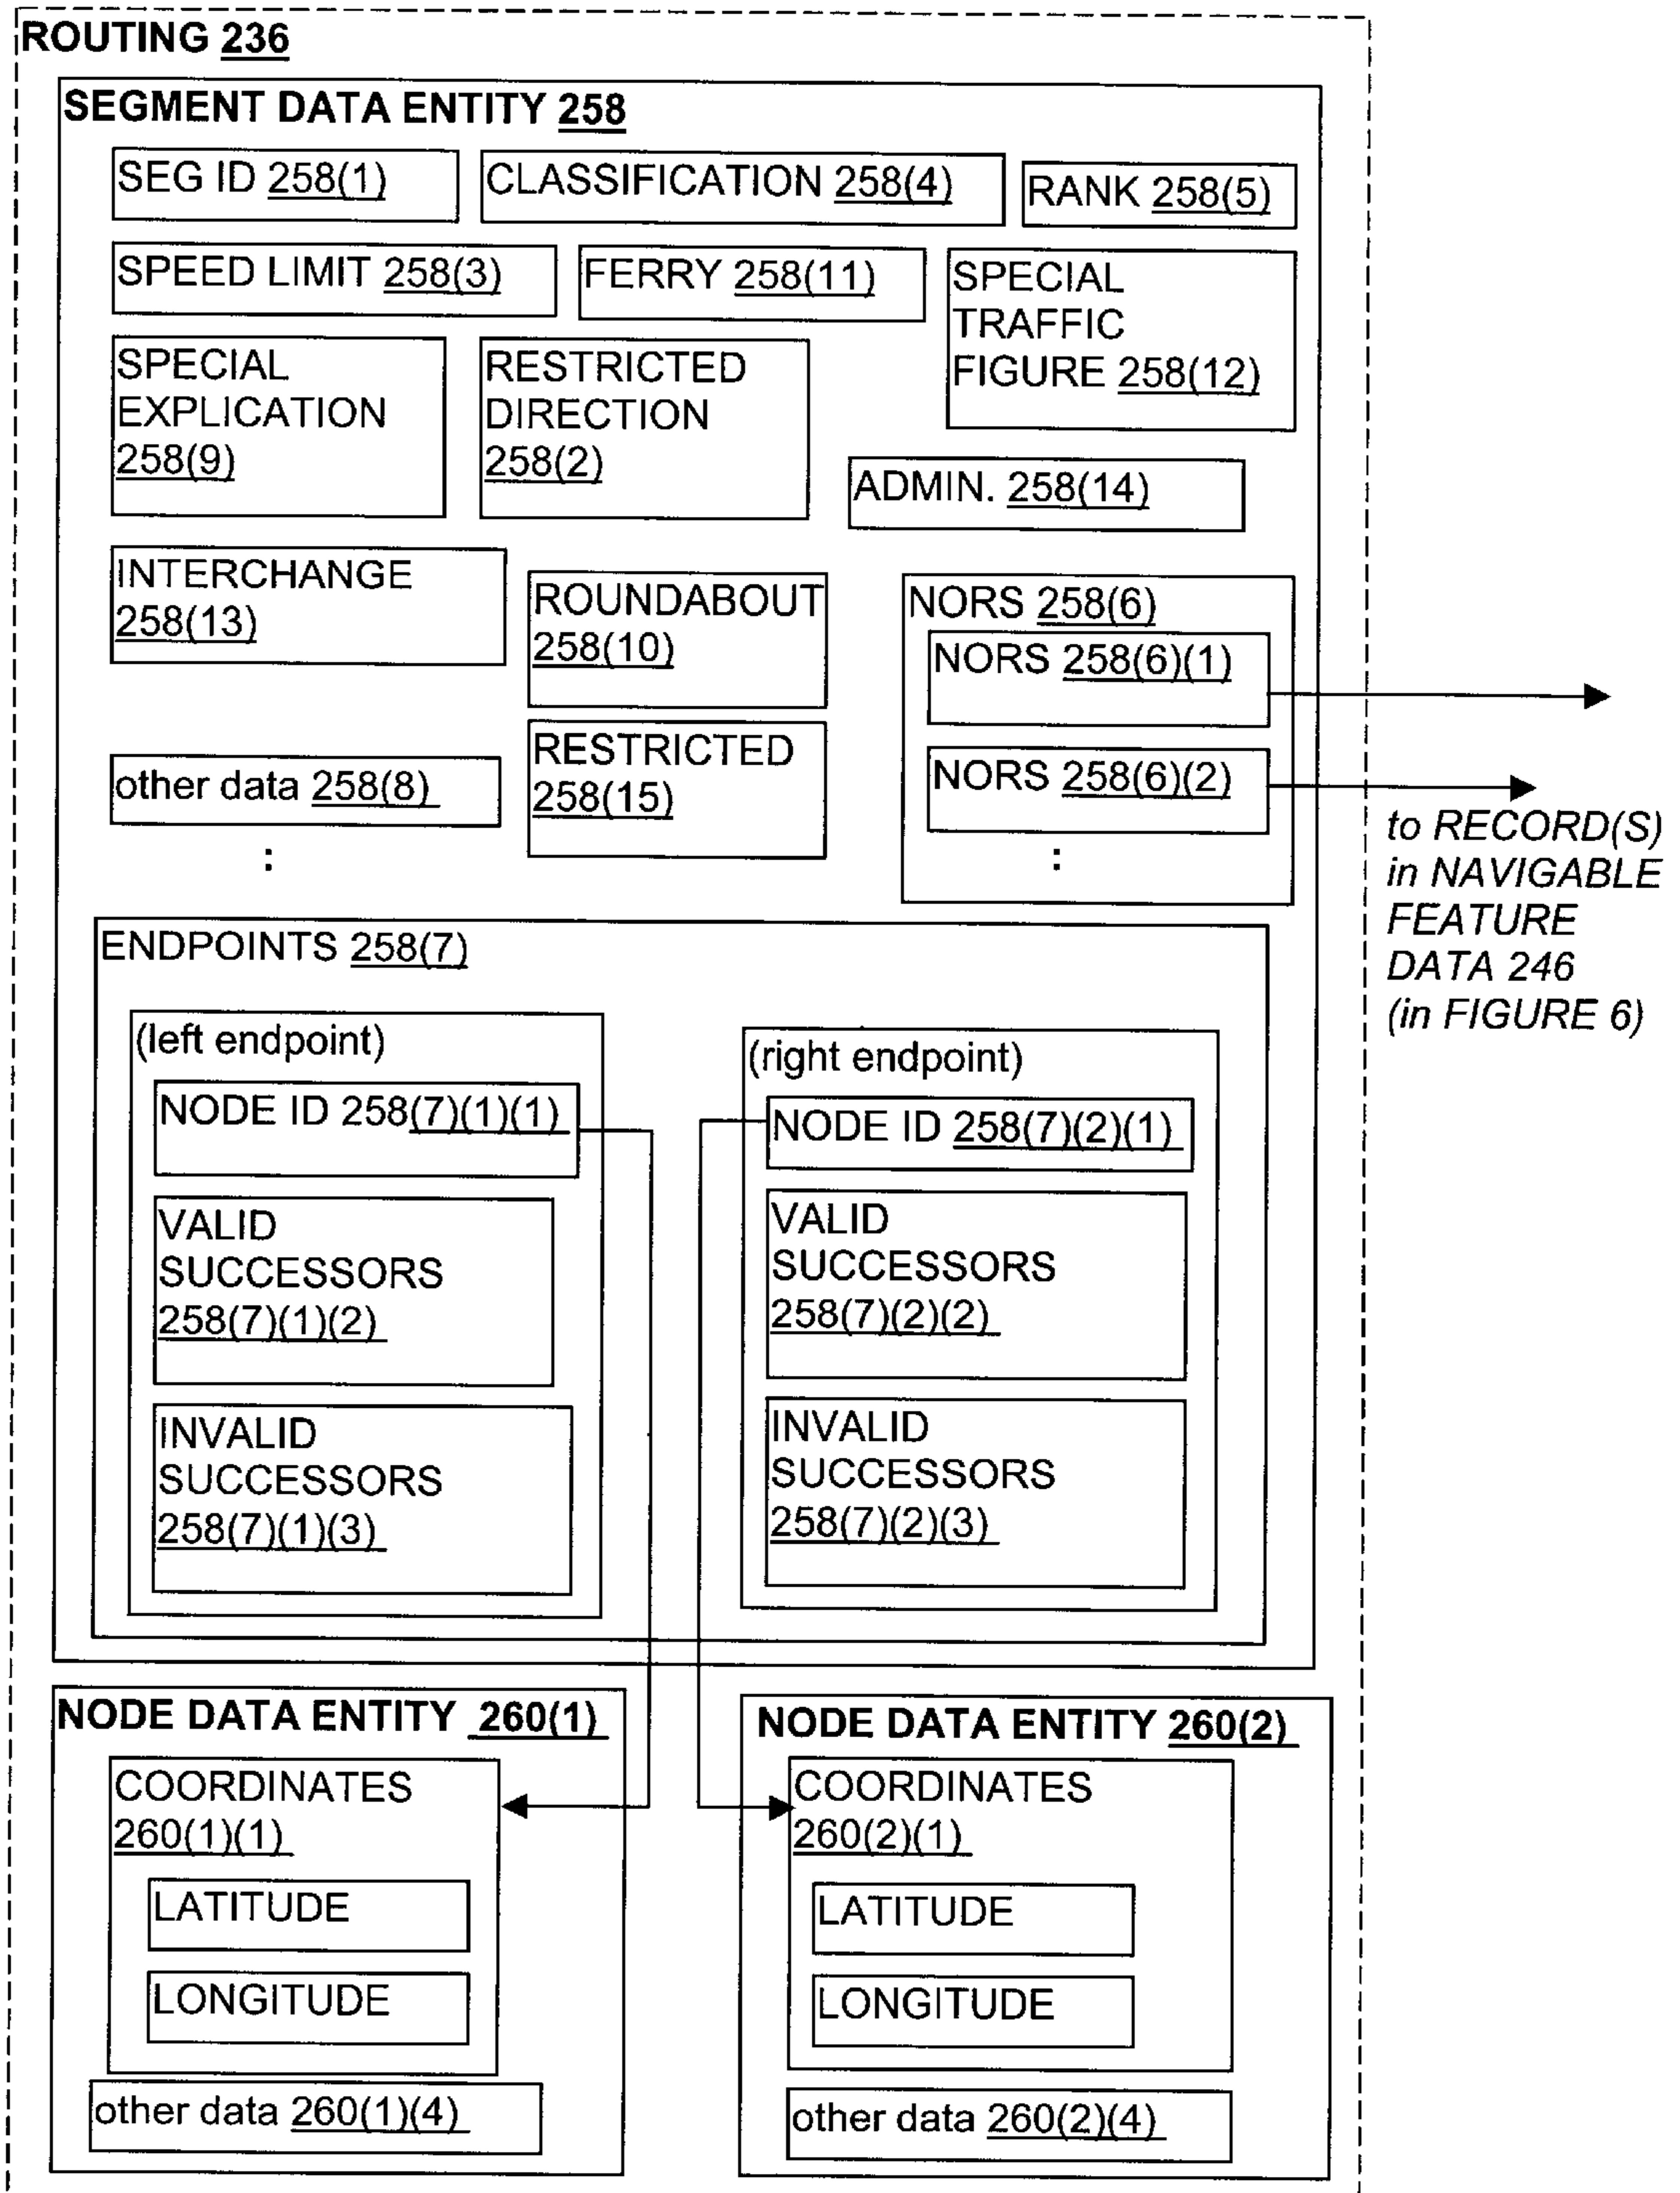 ROUTING 236
SEGMENT DATA ENTITY 258
SEG ID 258(1)
CLASSIFICATION 258(4)
RANK 258(5)
SPEED LIMIT 258(3)
FERRY 258(11)
SPECIAL
TRAFFIC
FIGURE 258(12)
SPECIAL
EXPLICATION
258(9)
RESTRICTED
DIRECTION
258(2)
ADMIN. 258(14)
INTERCHANGE
258(13)
ROUNDABOUT
258(10)
NORS 258(6)
NORS 258(6)(1)
NORS 258(6)(2)
:
other data 258(8)
:
RESTRICTED
258(15)
to RECORD(S)
in NAVIGABLE
FEATURE
DATA 246
(in FIGURE 6)
ENDPOINTS 258(7)
(left endpoint)
NODE ID 258(7)(1)(1)
VALID
SUCCESSORS
258(7)(1)(2)
INVALID
SUCCESSORS
258(7)(1)(3)
(right endpoint)
NODE ID 258(7)(2)(1)
VALID
SUCCESSORS
258(7)(2)(2)
INVALID
SUCCESSORS
258(7)(2)(3)
NODE DATA ENTITY 260(1)
COORDINATES
260(1)(1)
LATITUDE
LONGITUDE
other data 260(1)(4)
NODE DATA ENTITY 260(2)
COORDINATES
260(2)(1)
LATITUDE
LONGITUDE
other data 260(2)(4)